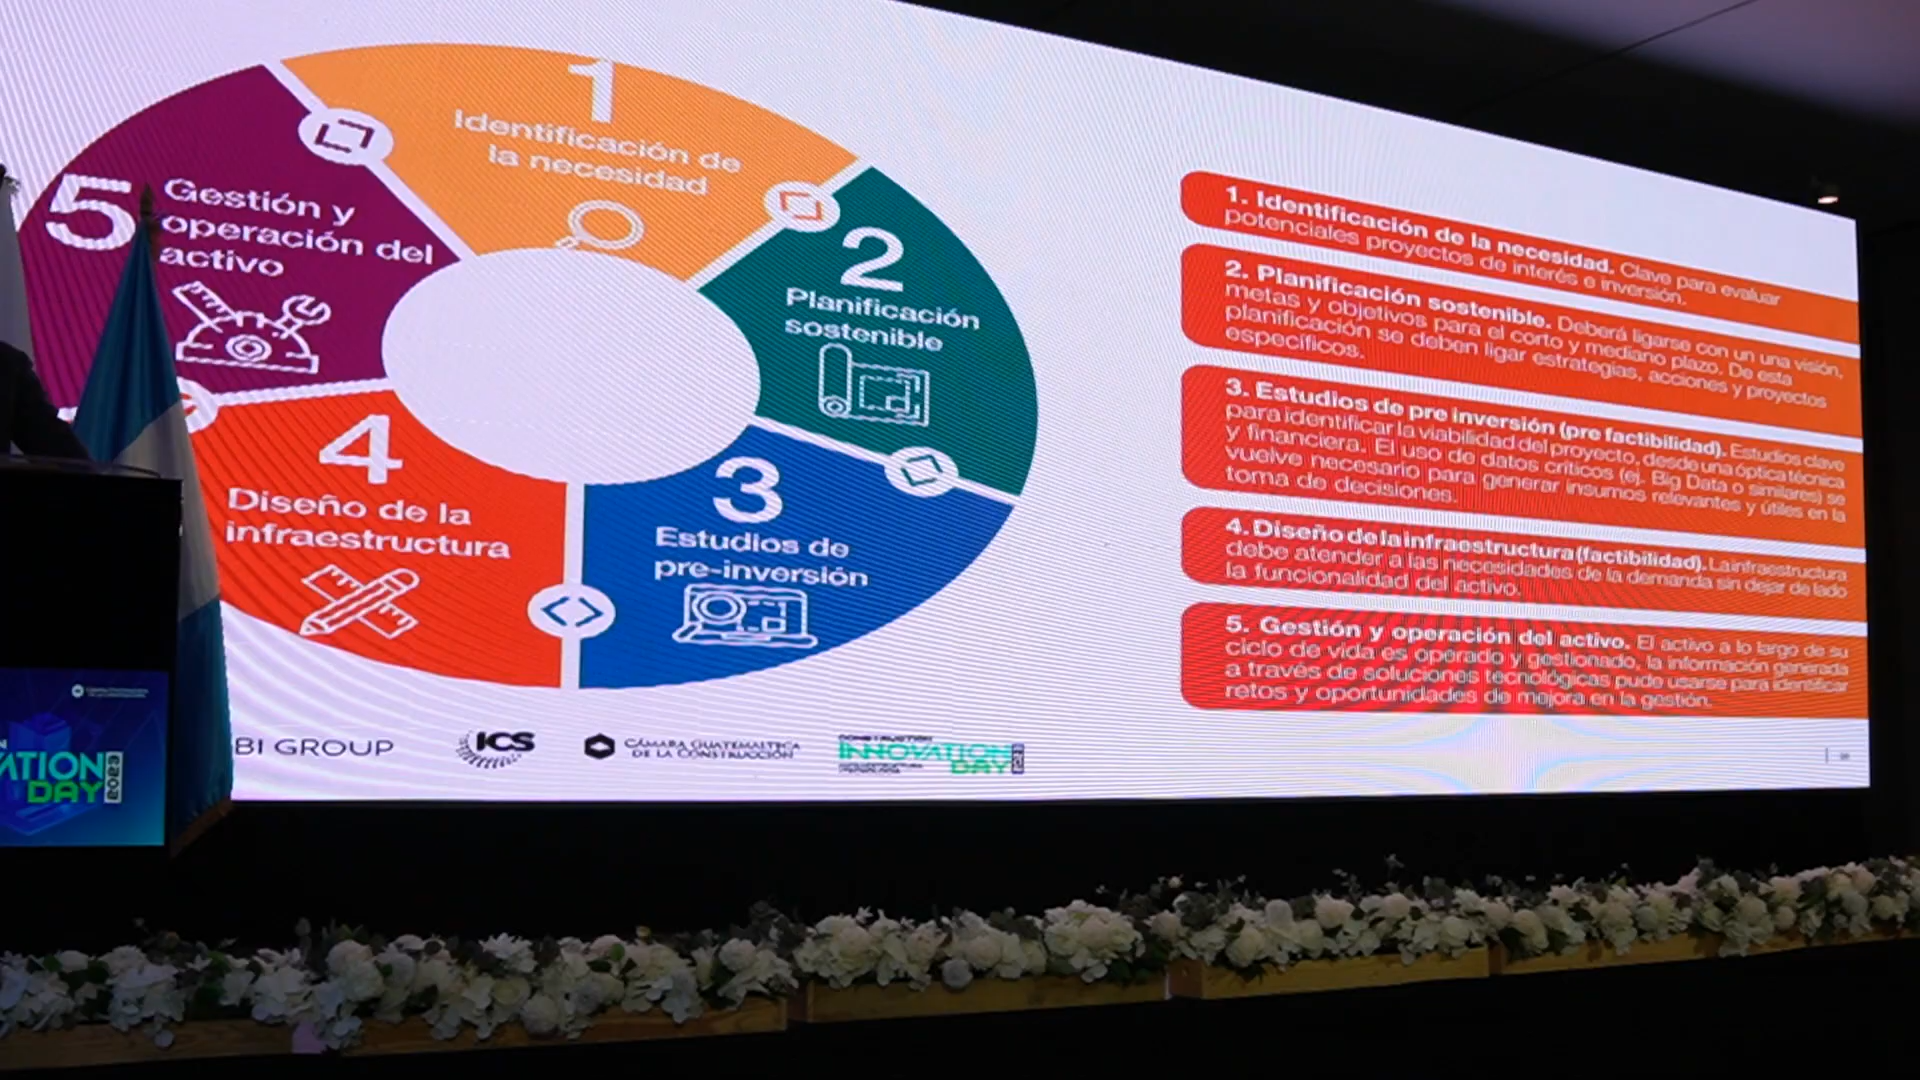 1
Identificación de
la necesidad
2
Planificación
sostenible
3
Estudios de
pre-inversión
4
Diseño de la
infraestructura
5
Gestión y
operación del
activo
1. Identificación de la necesidad. Clave para evaluar
potenciales proyectos de interés e inversión.
2. Planificación sostenible. Deberá ligarse con un una visión,
metas y objetivos para el corto y mediano plazo. De esta
planificación se deben ligar estrategias, acciones y proyectos
específicos.
3. Estudios de pre inversión (pre factibilidad). Estudios clave
para identificar la viabilidad del proyecto, desde una óptica técnica
y financiera. El uso de datos críticos (ej. Big Data o similares) se
vuelve necesario para generar insumos relevantes y útiles en la
toma de decisiones.
4. Diseño de la infraestructura (factibilidad). La infraestructura
debe atender a las necesidades de la demanda sin dejar de lado
la funcionalidad del activo.
5. Gestión y operación del activo. El activo a lo largo de su
ciclo de vida es operado y gestionado, la información generada
a través de soluciones tecnológicas pude usarse para identificar
retos y oportunidades de mejora en la gestión.
BI GROUP
ICS
CÁMARA GUATEMALTECA
DE LA CONSTRUCCIÓN
CONSTRUCTION
INNOVATION
DAY
2023
VATION
DAY
2023